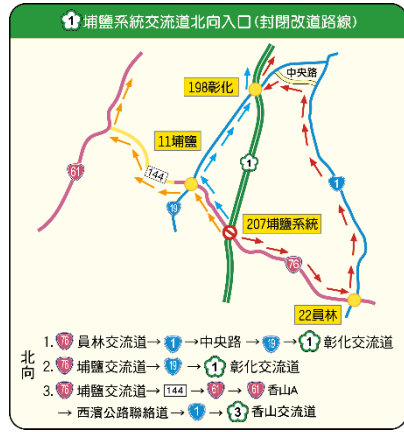 1 埔鹽系統交流道北向入口(封閉改道路線)
中央路
198彰化
11埔鹽
61
144
1
19
1
207埔鹽系統
76
22員林
北向
1. 76 員林交流道→ 1 →中央路→ 19 → 1 彰化交流道
2. 76 埔鹽交流道→ 19 → 1 彰化交流道
3. 76 埔鹽交流道→ 144 → 61 → 61 香山A
→西濱公路聯絡道→ 1 → 3 香山交流道